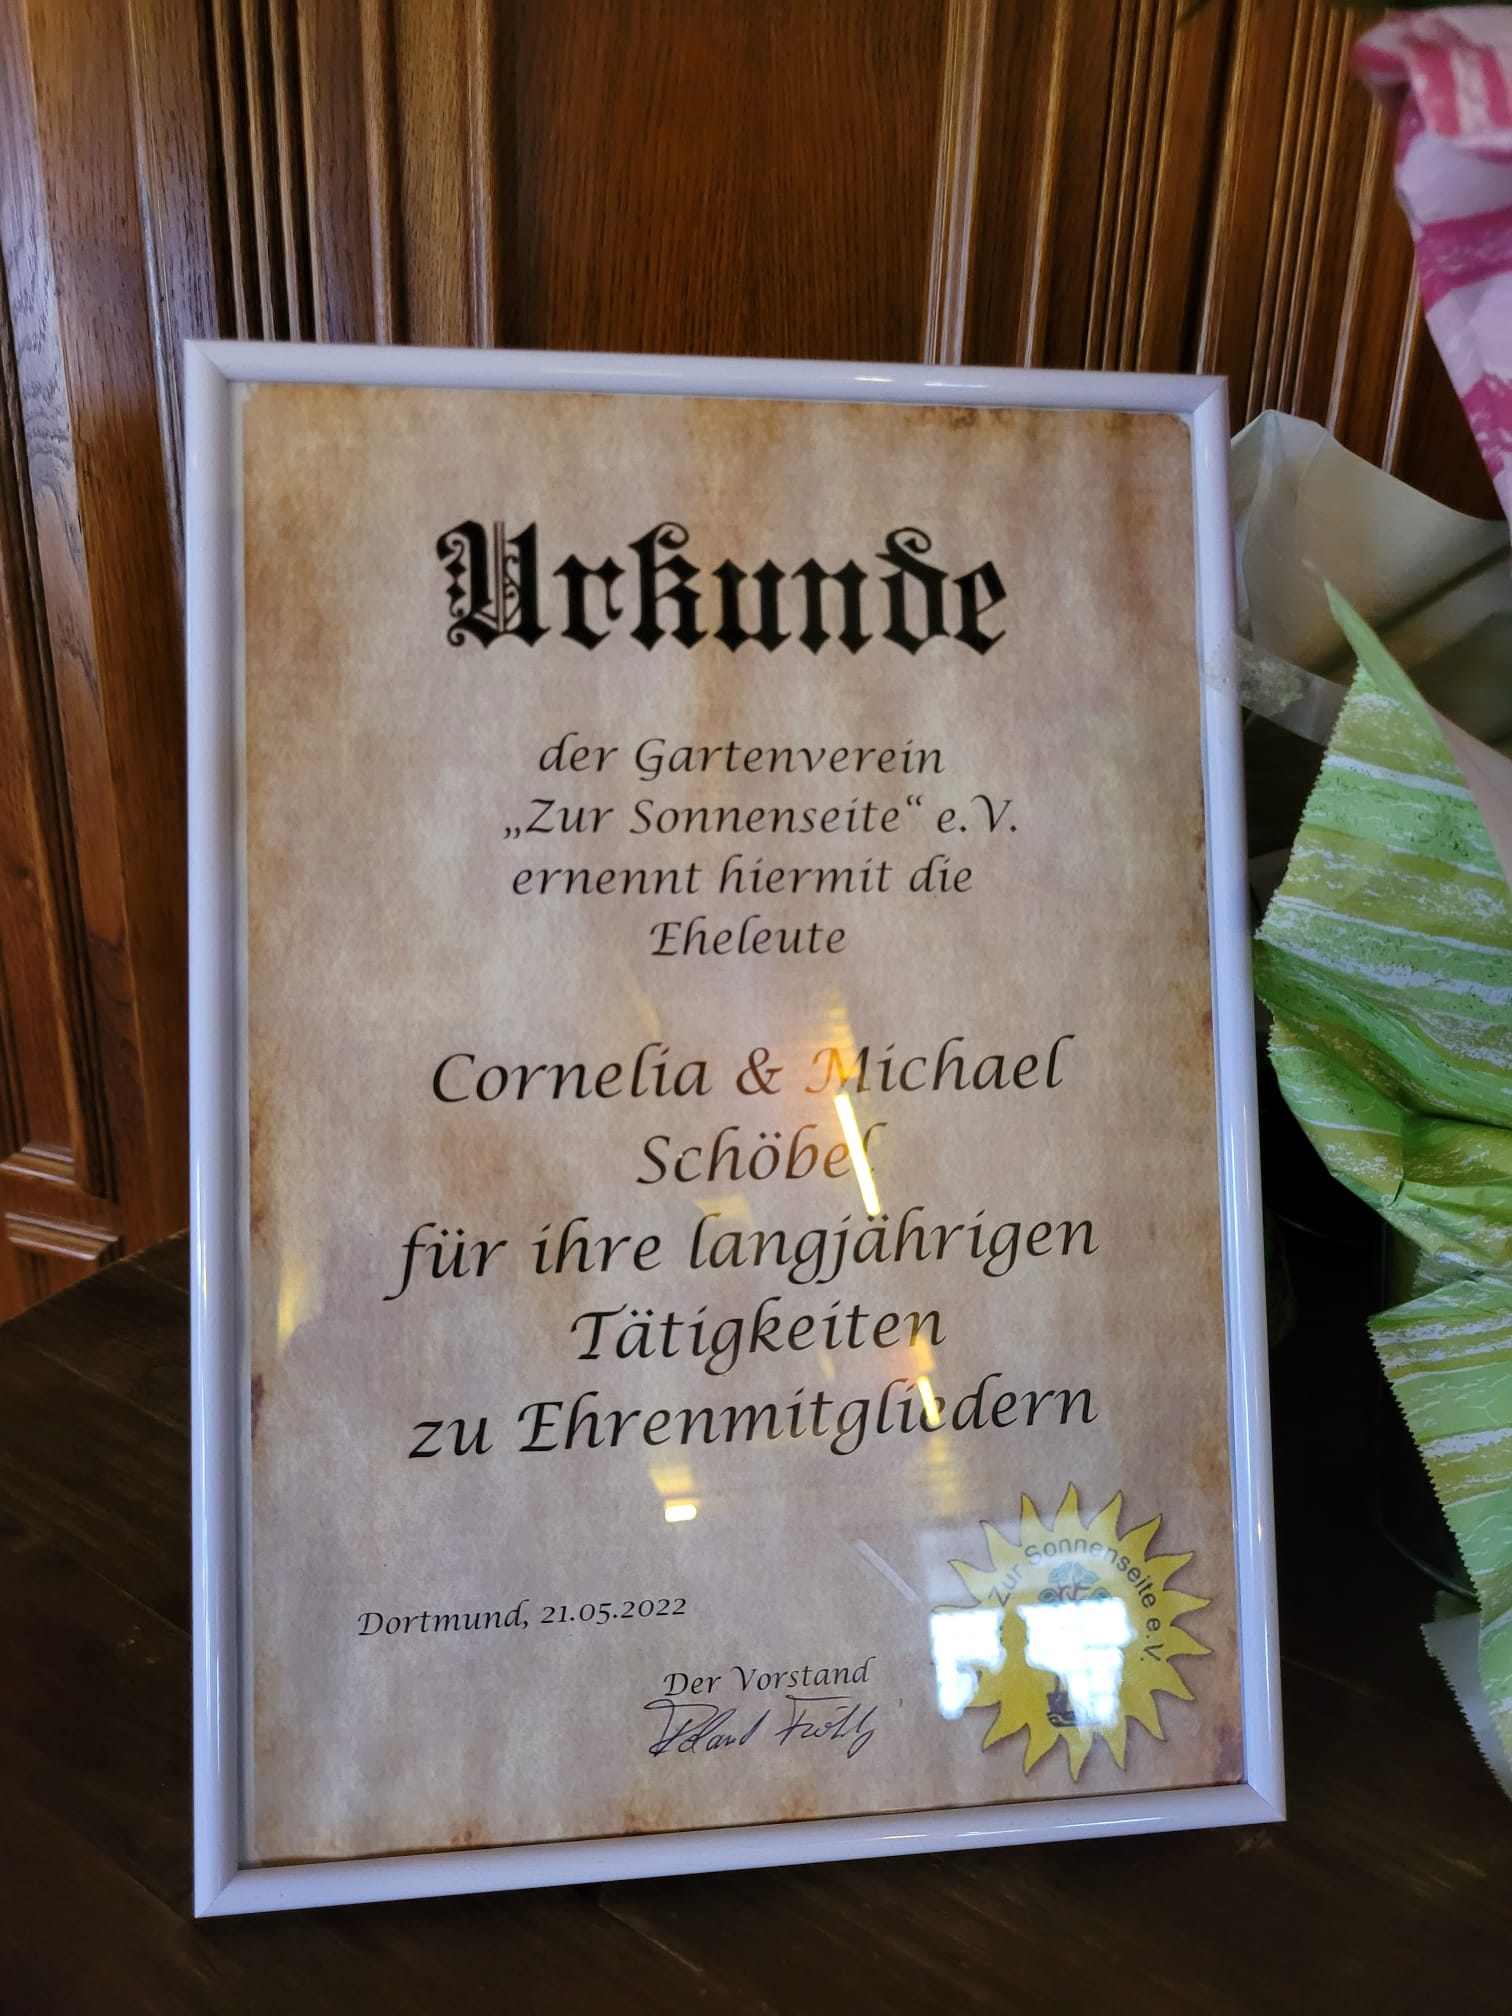 Urkunde
der Gartenverein
„Zur Sonnenseite“ e.V.
ernennt hiermit die
Eheleute
Cornelia & Michael
Schöbel
für ihre langjährigen
Tätigkeiten
zu Ehrenmitgliedern
Zur Sonnenseite e.V.
Dortmund, 21.05.2022
Der Vorstand